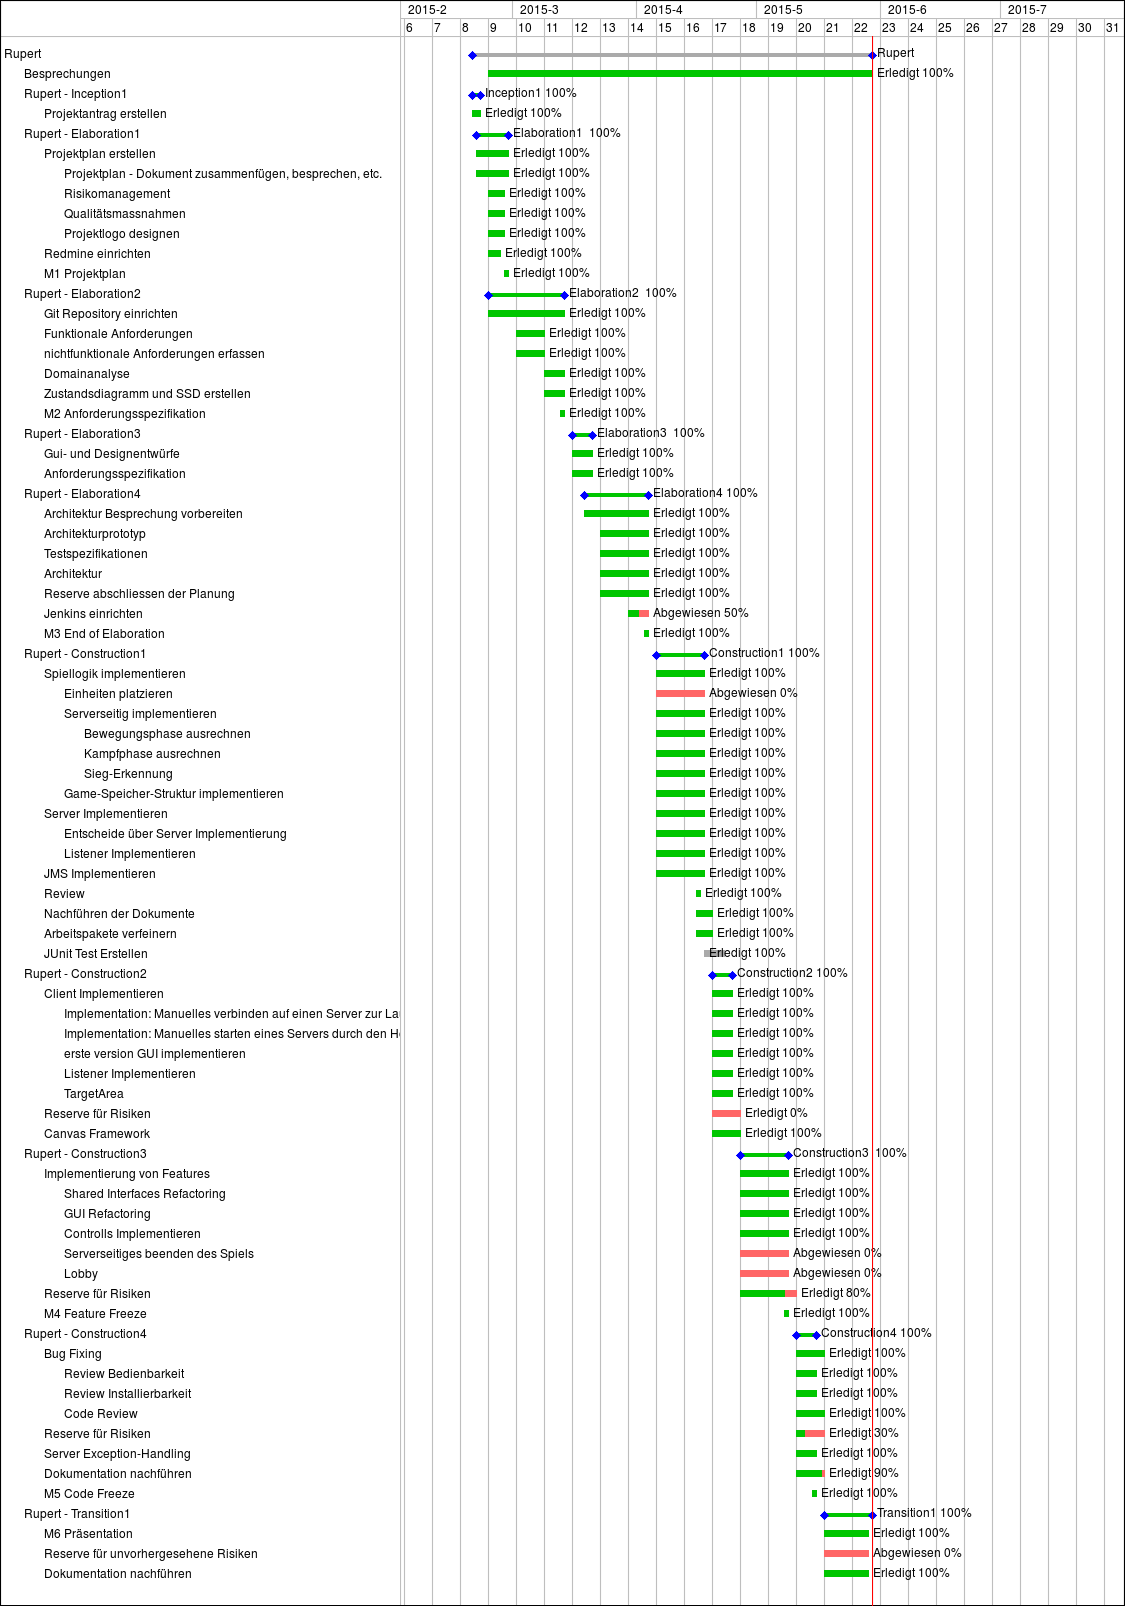 2015-2 2015-3 2015-4 2015-5 2015-6 2015-7
6 7 8 9 10 11 12 13 14 15 16 17 18 19 20 21 22 23 24 25 26 27 28 29 30 31
Rupert Rupert
Besprechungen Erledigt 100%
Rupert - Inception1 Inception1 100%
Projektantrag erstellen Erledigt 100%
Rupert - Elaboration1 Elaboration1 100%
Projektplan erstellen Erledigt 100%
Projektplan - Dokument zusammenfügen, besprechen, etc. Erledigt 100%
Risikomanagement Erledigt 100%
Qualitätsmassnahmen Erledigt 100%
Projektlogo designen Erledigt 100%
Redmine einrichten Erledigt 100%
M1 Projektplan Erledigt 100%
Rupert - Elaboration2 Elaboration2 100%
Git Repository einrichten Erledigt 100%
Funktionale Anforderungen Erledigt 100%
nichtfunktionale Anforderungen erfassen Erledigt 100%
Domainanalyse Erledigt 100%
Zustandsdiagramm und SSD erstellen Erledigt 100%
M2 Anforderungsspezifikation Erledigt 100%
Rupert - Elaboration3 Elaboration3 100%
Gui- und Designentwürfe Erledigt 100%
Anforderungsspezifikation Erledigt 100%
Rupert - Elaboration4 Elaboration4 100%
Architektur Besprechung vorbereiten Erledigt 100%
Architekturprototyp Erledigt 100%
Testspezifikationen Erledigt 100%
Architektur Erledigt 100%
Reserve abschliessen der Planung Erledigt 100%
Jenkins einrichten Abgewiesen 50%
M3 End of Elaboration Erledigt 100%
Rupert - Construction1 Construction1 100%
Spiellogik implementieren Erledigt 100%
Einheiten platzieren Abgewiesen 0%
Serverseitig implementieren Erledigt 100%
Bewegungsphase ausrechnen Erledigt 100%
Kampfphase ausrechnen Erledigt 100%
Sieg-Erkennung Erledigt 100%
Game-Speicher-Struktur implementieren Erledigt 100%
Server Implementieren Erledigt 100%
Entscheide über Server Implementierung Erledigt 100%
Listener Implementieren Erledigt 100%
JMS Implementieren Erledigt 100%
Review Erledigt 100%
Nachführen der Dokumente Erledigt 100%
Arbeitspakete verfeinern Erledigt 100%
JUnit Test Erstellen Erledigt 100%
Rupert - Construction2 Construction2 100%
Client Implementieren Erledigt 100%
Implementation: Manuelles verbinden auf einen Server zur La Erledigt 100%
Implementation: Manuelles starten eines Servers durch den H Erledigt 100%
erste version GUI implementieren Erledigt 100%
Listener Implementieren Erledigt 100%
TargetArea Erledigt 100%
Reserve für Risiken Erledigt 0%
Canvas Framework Erledigt 100%
Rupert - Construction3 Construction3 100%
Implementierung von Features Erledigt 100%
Shared Interfaces Refactoring Erledigt 100%
GUI Refactoring Erledigt 100%
Controlls Implementieren Erledigt 100%
Serverseitiges beenden des Spiels Abgewiesen 0%
Lobby Abgewiesen 0%
Reserve für Risiken Erledigt 80%
M4 Feature Freeze Erledigt 100%
Rupert - Construction4 Construction4 100%
Bug Fixing Erledigt 100%
Review Bedienbarkeit Erledigt 100%
Review Installierbarkeit Erledigt 100%
Code Review Erledigt 100%
Reserve für Risiken Erledigt 30%
Server Exception-Handling Erledigt 100%
Dokumentation nachführen Erledigt 90%
M5 Code Freeze Erledigt 100%
Rupert - Transition1 Transition1 100%
M6 Präsentation Erledigt 100%
Reserve für unvorhergesehene Risiken Abgewiesen 0%
Dokumentation nachführen Erledigt 100%